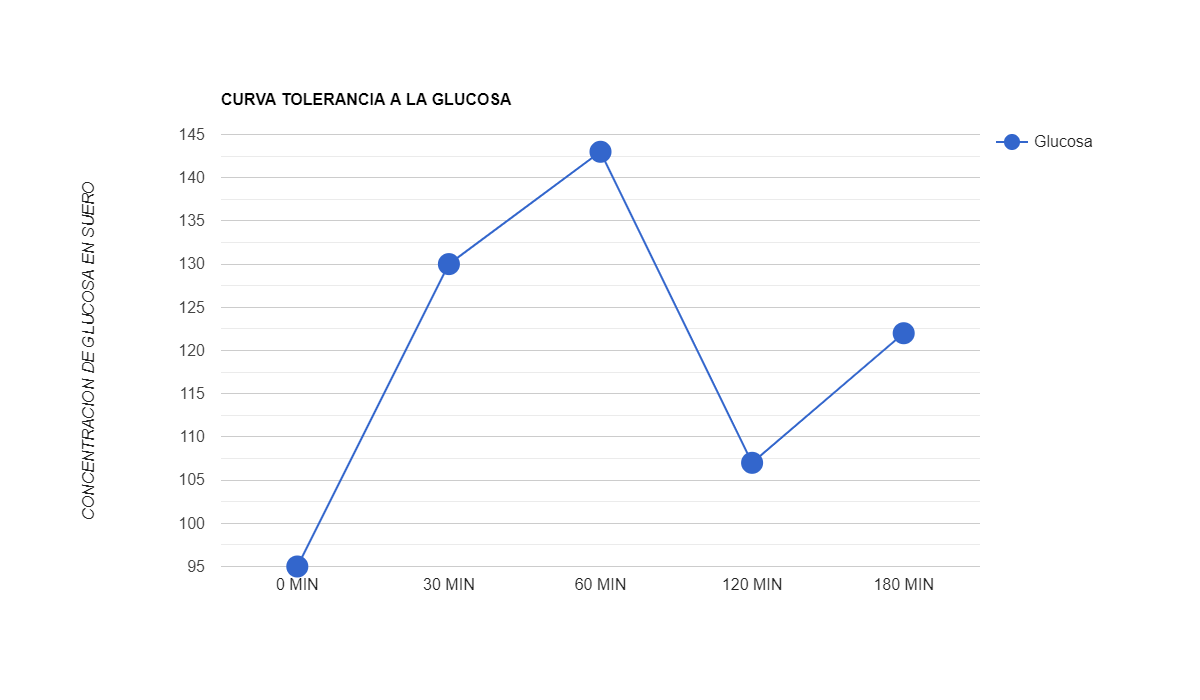 CURVA TOLERANCIA A LA GLUCOSA
CONCENTRACION DE GLUCOSA EN SUERO
145
140
135
130
125
120
115
110
105
100
95
0 MIN
30 MIN
60 MIN
120 MIN
180 MIN
Glucosa